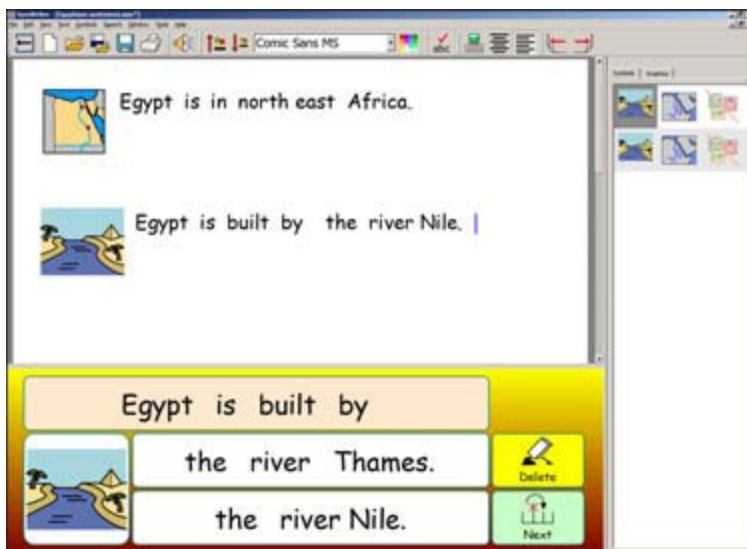 Comic Sans MS
abc
Egypt is in north east Africa.
Egypt is built by the river Nile.
Egypt is built by
the river Thames.
Delete
the river Nile.
Next